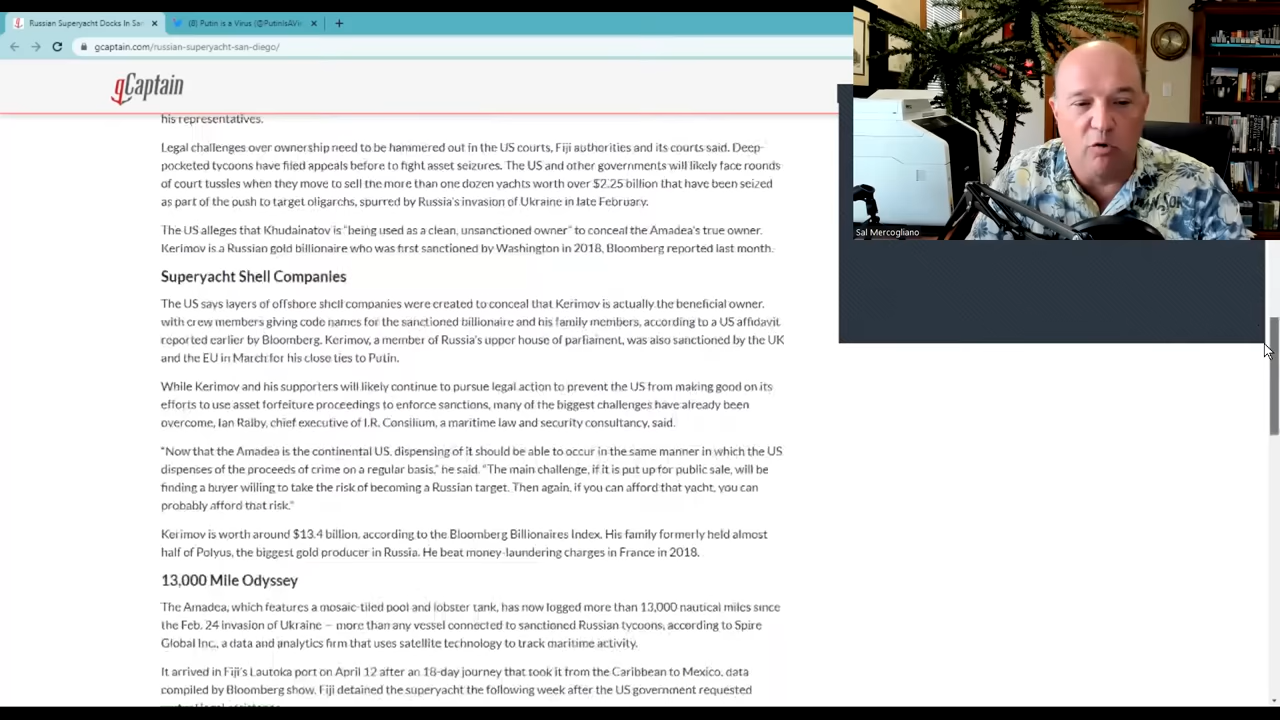 Russian Superyacht Docks In San
(8) Putin is a Virus (@PutinIsAVi
gcaptain.com/russian-superyacht-san-diego/
gCaptain
his representatives.
Legal challenges over ownership need to be hammered out in the US courts, Fiji authorities and its courts said. Deep-
pocketed tycoons have filed appeals before to fight asset seizures. The US and other governments will likely face rounds
of court tussles when they move to sell the more than one dozen yachts worth over $2.25 billion that have been seized
as part of the push to target oligarchs, spurred by Russia's invasion of Ukraine in late February.
The US alleges that Khudainatov is "being used as a clean, unsanctioned owner" to conceal the Amadea's true owner.
Kerimov is a Russian gold billionaire who was first sanctioned by Washington in 2018, Bloomberg reported last month.
Superyacht Shell Companies
The US says layers of offshore shell companies were created to conceal that Kerimov is actually the beneficial owner,
with crew members giving code names for the sanctioned billionaire and his family members, according to a US affidavit
reported earlier by Bloomberg. Kerimov, a member of Russia's upper house of parliament, was also sanctioned by the UK
and the EU in March for his close ties to Putin.
While Kerimov and his supporters will likely continue to pursue legal action to prevent the US from making good on its
efforts to use asset forfeiture proceedings to enforce sanctions, many of the biggest challenges have already been
overcome, Ian Ralby, chief executive of I.R. Consilium, a maritime law and security consultancy, said.
"Now that the Amadea is the continental US, dispensing of it should be able to occur in the same manner in which the US
dispenses of the proceeds of crime on a regular basis," he said. "The main challenge, if it is put up for public sale, will be
finding a buyer willing to take the risk of becoming a Russian target. Then again, if you can afford that yacht, you can
probably afford that risk."
Kerimov is worth around $13.4 billion, according to the Bloomberg Billionaires Index. His family formerly held almost
half of Polyus, the biggest gold producer in Russia. He beat money-laundering charges in France in 2018.
13,000 Mile Odyssey
The Amadea, which features a mosaic-tiled pool and lobster tank, has now logged more than 13,000 nautical miles since
the Feb. 24 invasion of Ukraine – more than any vessel connected to sanctioned Russian tycoons, according to Spire
Global Inc., a data and analytics firm that uses satellite technology to track maritime activity.
It arrived in Fiji's Lautoka port on April 12 after an 18-day journey that took it from the Caribbean to Mexico, data
compiled by Bloomberg show. Fiji detained the superyacht the following week after the US government requested
Sal Mercogliano